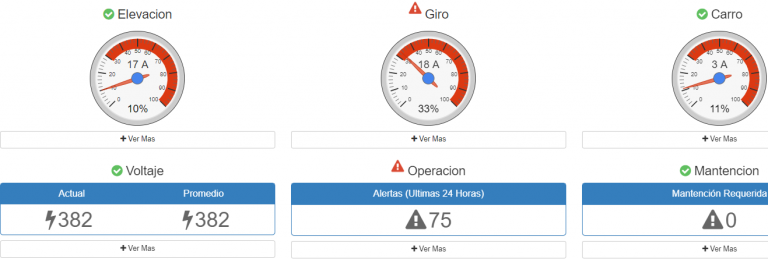 Elevacion
Giro
Carro
0 10 20 30 40 50 60 70 80 90 100
17 A
10%
0 10 20 30 40 50 60 70 80 90 100
18 A
33%
0 10 20 30 40 50 60 70 80 90 100
3 A
11%
Ver Mas
Ver Mas
Ver Mas
Voltaje
Operacion
Mantencion
Actual Promedio
Alertas (Ultimas 24 Horas)
Mantención Requerida
382 382
75
0
Ver Mas
Ver Mas
Ver Mas